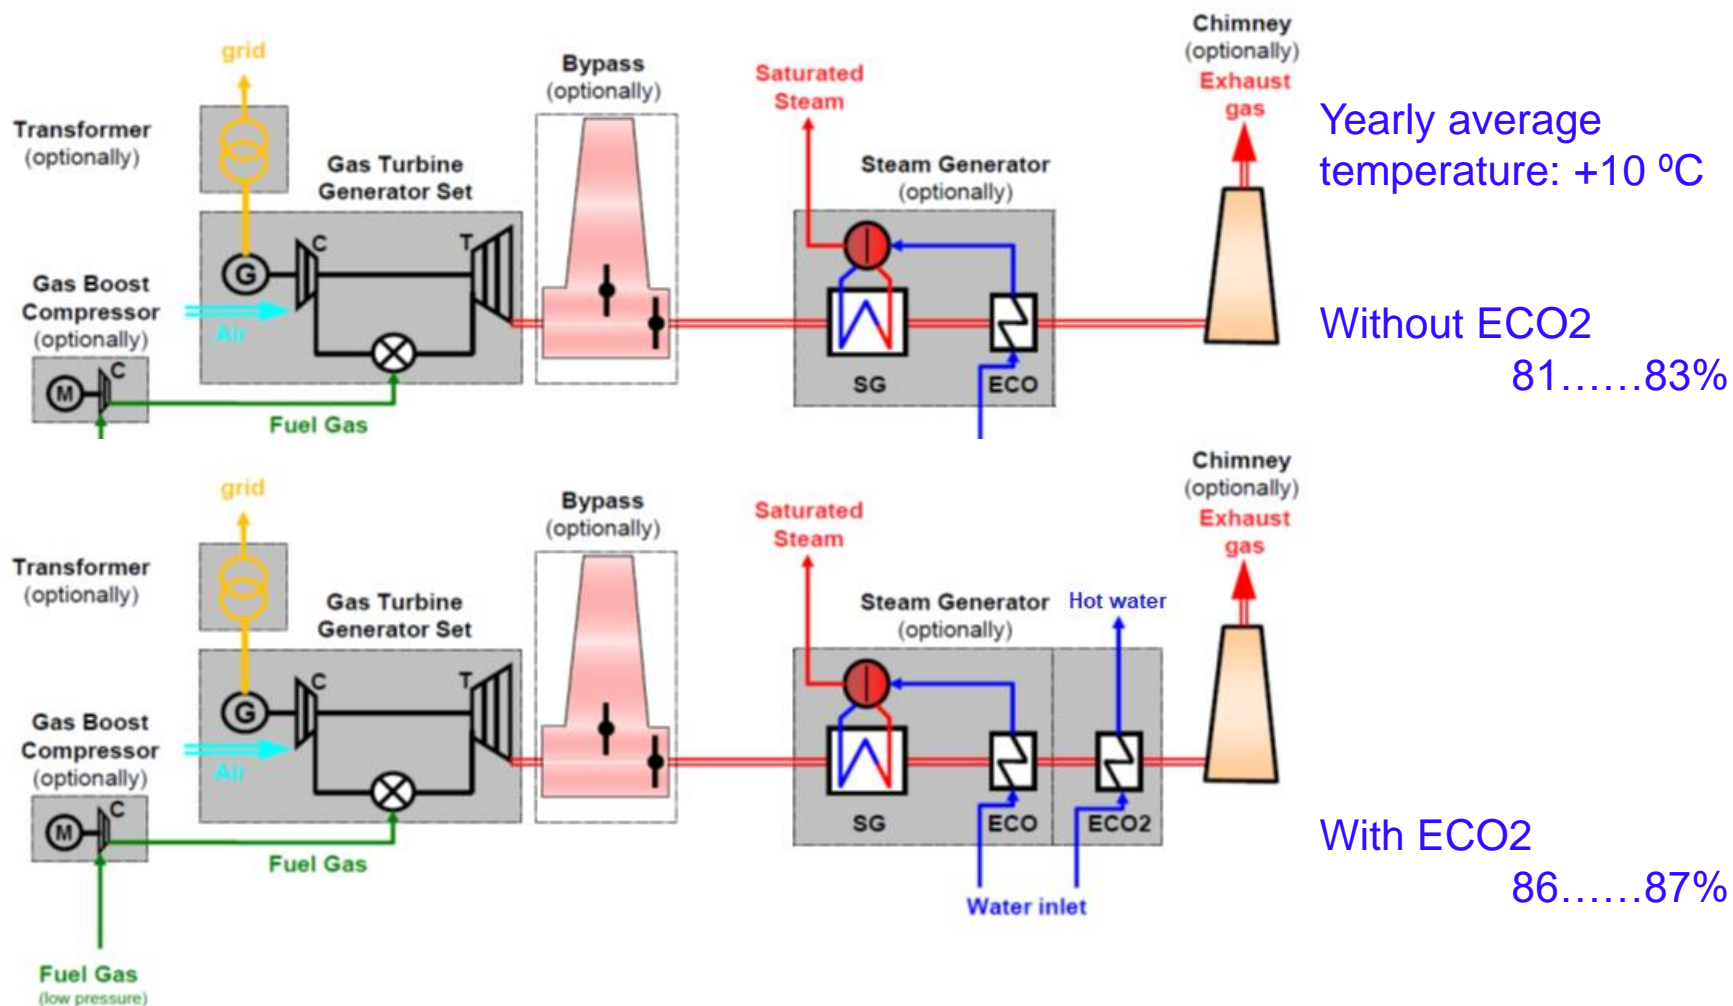 grid
Transformer
(optionally)
Gas Turbine
Generator Set
G
C
T
Gas Boost
Compressor
(optionally)
Air
M
C
Fuel Gas
Bypass
(optionally)
Saturated
Steam
Steam Generator
(optionally)
SG
ECO
Chimney
(optionally)
Exhaust
gas
Yearly average
temperature: +10 ºC
Without ECO2
81......83%
grid
Transformer
(optionally)
Gas Turbine
Generator Set
G
C
T
Gas Boost
Compressor
(optionally)
Air
M
C
Fuel Gas
Fuel Gas
(low pressure)
Bypass
(optionally)
Saturated
Steam
Steam Generator
(optionally)
Hot water
SG
ECO
ECO2
Water inlet
Chimney
(optionally)
Exhaust
gas
With ECO2
86......87%